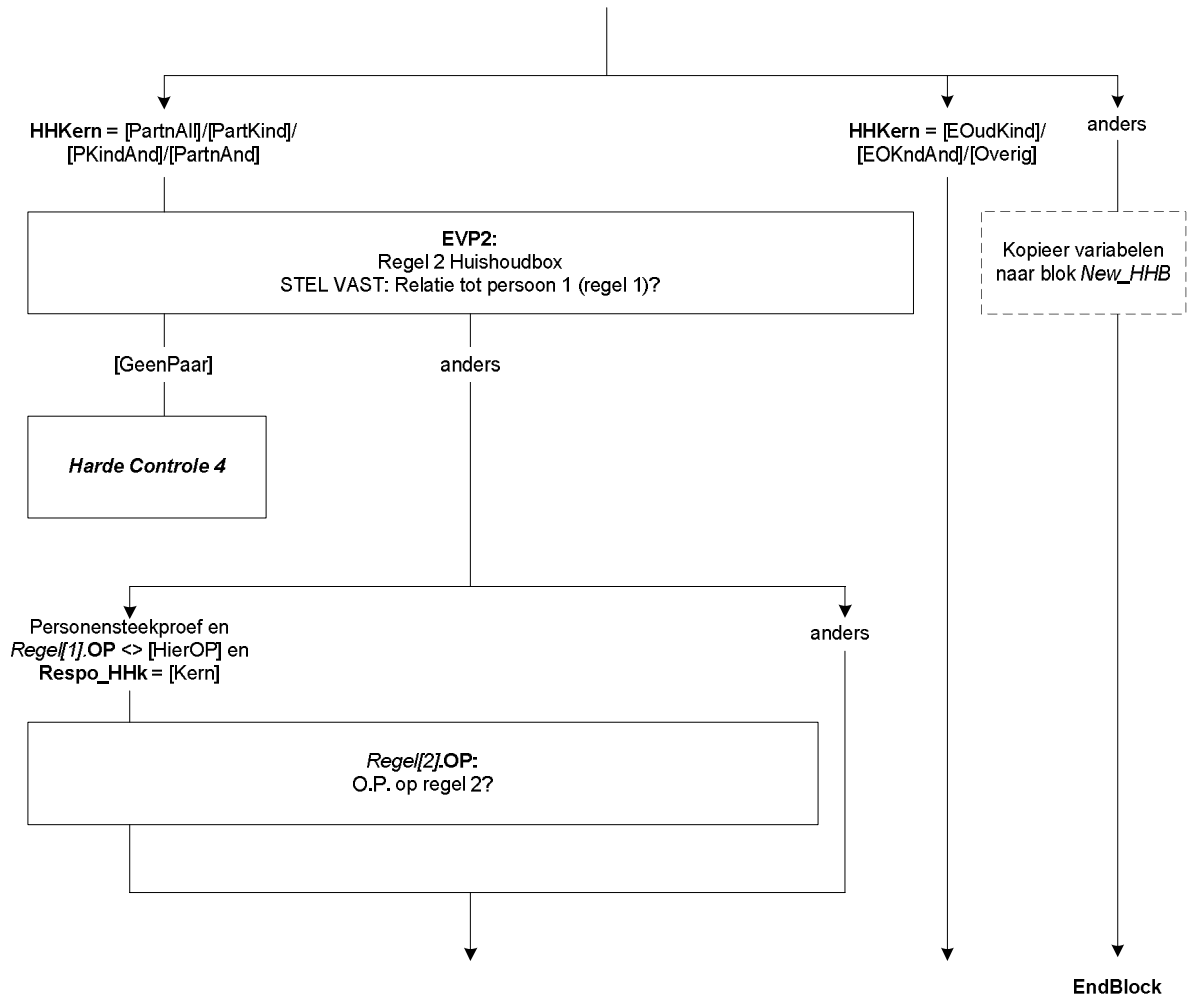 HHKern = [PartnAll]/[PartKind]/
[PKindAnd]/[PartnAnd]
HHKern = [EOudKind]/
[EOKndAnd]/[Overig]
anders
EVP2:
Regel 2 Huishoudbox
STEL VAST: Relatie tot persoon 1 (regel 1)?
Kopieer variabelen
naar blok New_HHB
[GeenPaar]
anders
Harde Controle 4
Personensteekproef en
Regel[1].OP <> [HierOP] en
Respo_HHk = [Kern]
anders
Regel[2].OP:
O.P. op regel 2?
EndBlock